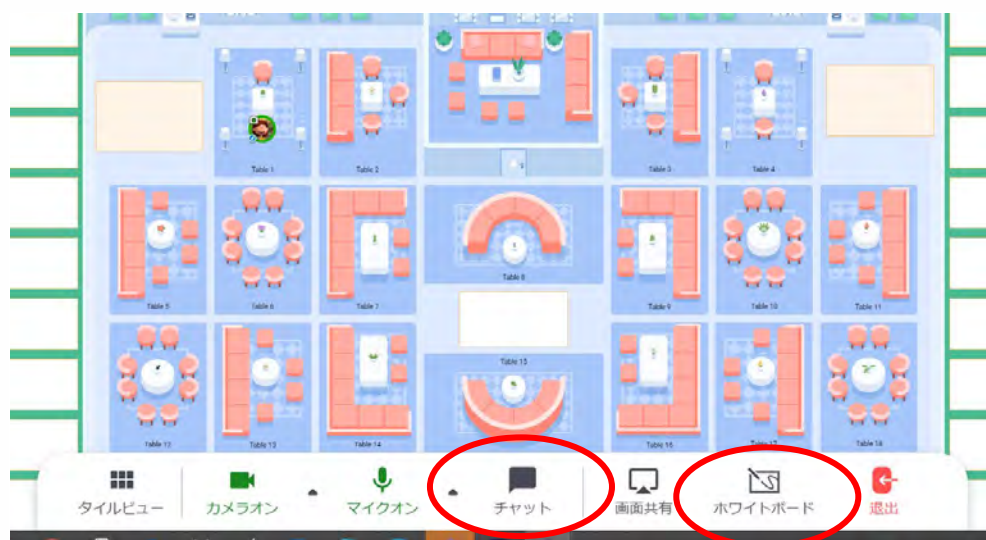 Table 1
Table 2
Table 3
Table 4
Table 5
Table 6
Table 7
Table 8
Table 9
Table 10
Table 11
Table 12
Table 13
Table 14
Table 15
Table 16
Table 17
Table 18
タイルビュー
カメラオン
マイクオン
チャット
画面共有
ホワイトボード
退出